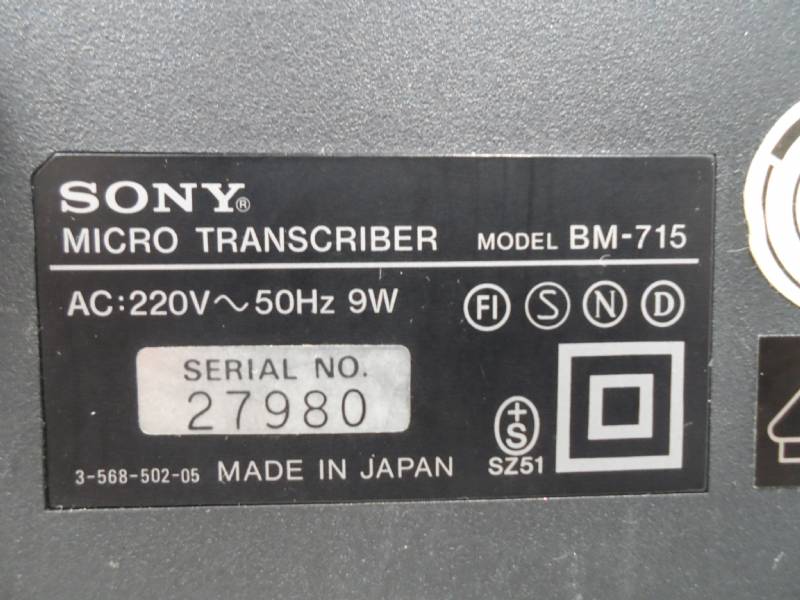 SONY®
MICRO TRANSCRIBER MODEL BM-715
AC:220V～50Hz 9W FI S N D
SERIAL NO.
27980
+S
SZ51
3-568-502-05 MADE IN JAPAN